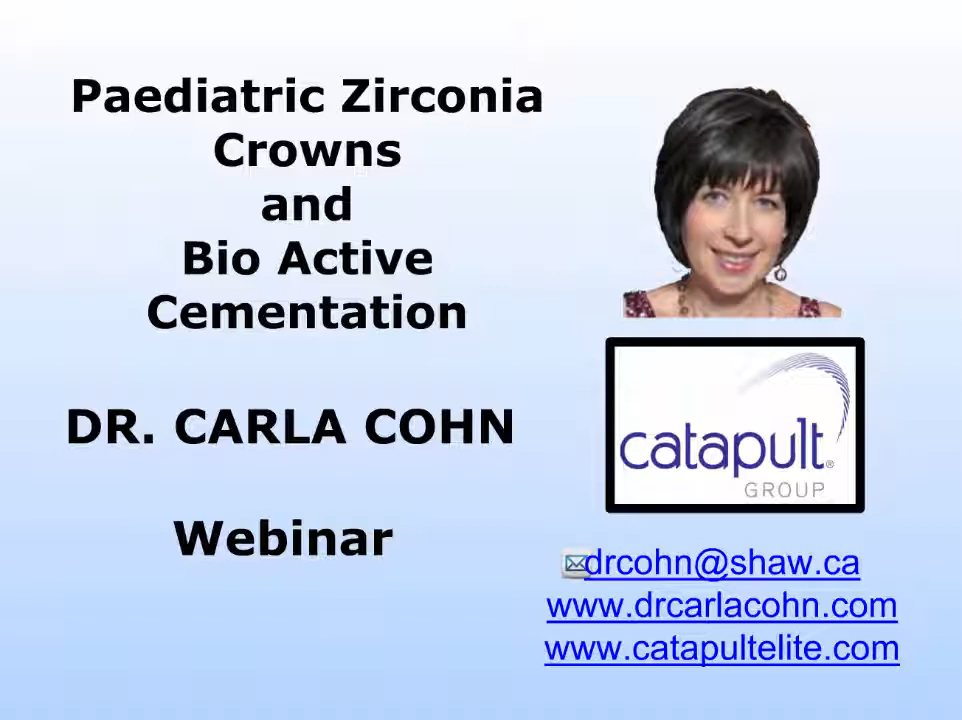 Paediatric Zirconia
Crowns
and
Bio Active
Cementation
DR. CARLA COHN
Webinar
catapult®
GROUP
drcohn@shaw.ca
www.drcarlacohn.com
www.catapultelite.com